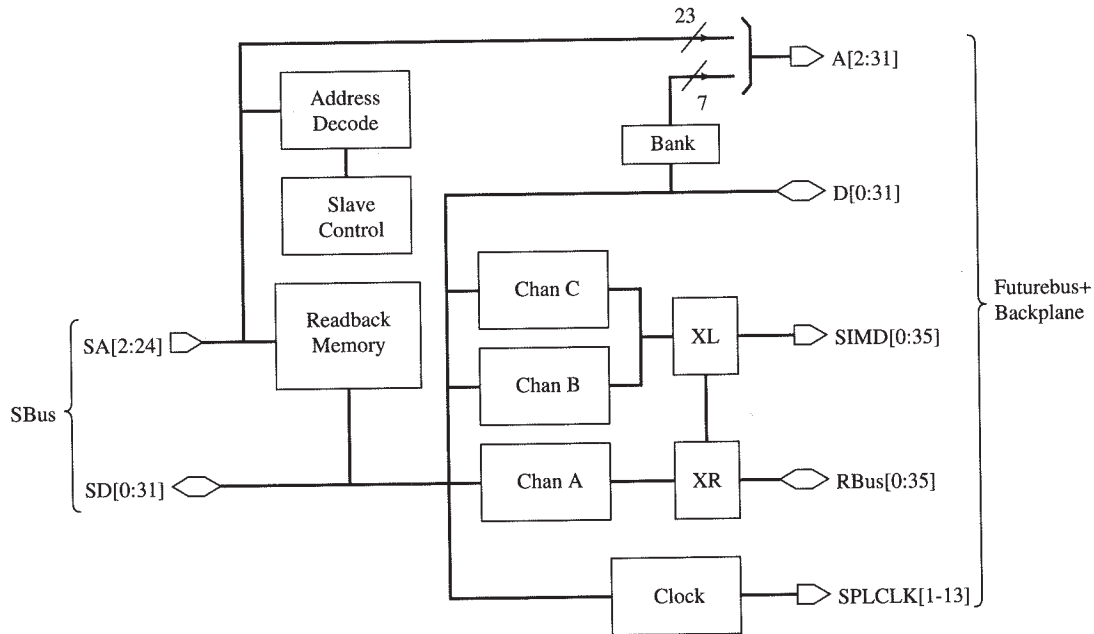 23
A[2:31]
7
Address
Decode
Bank
Slave
Control
D[0:31]
Chan C
Readback
Memory
SA[2:24]
XL
SIMD[0:35]
Futurebus+
Backplane
Chan B
SBus
SD[0:31]
Chan A
XR
RBus[0:35]
Clock
SPLCLK[1-13]